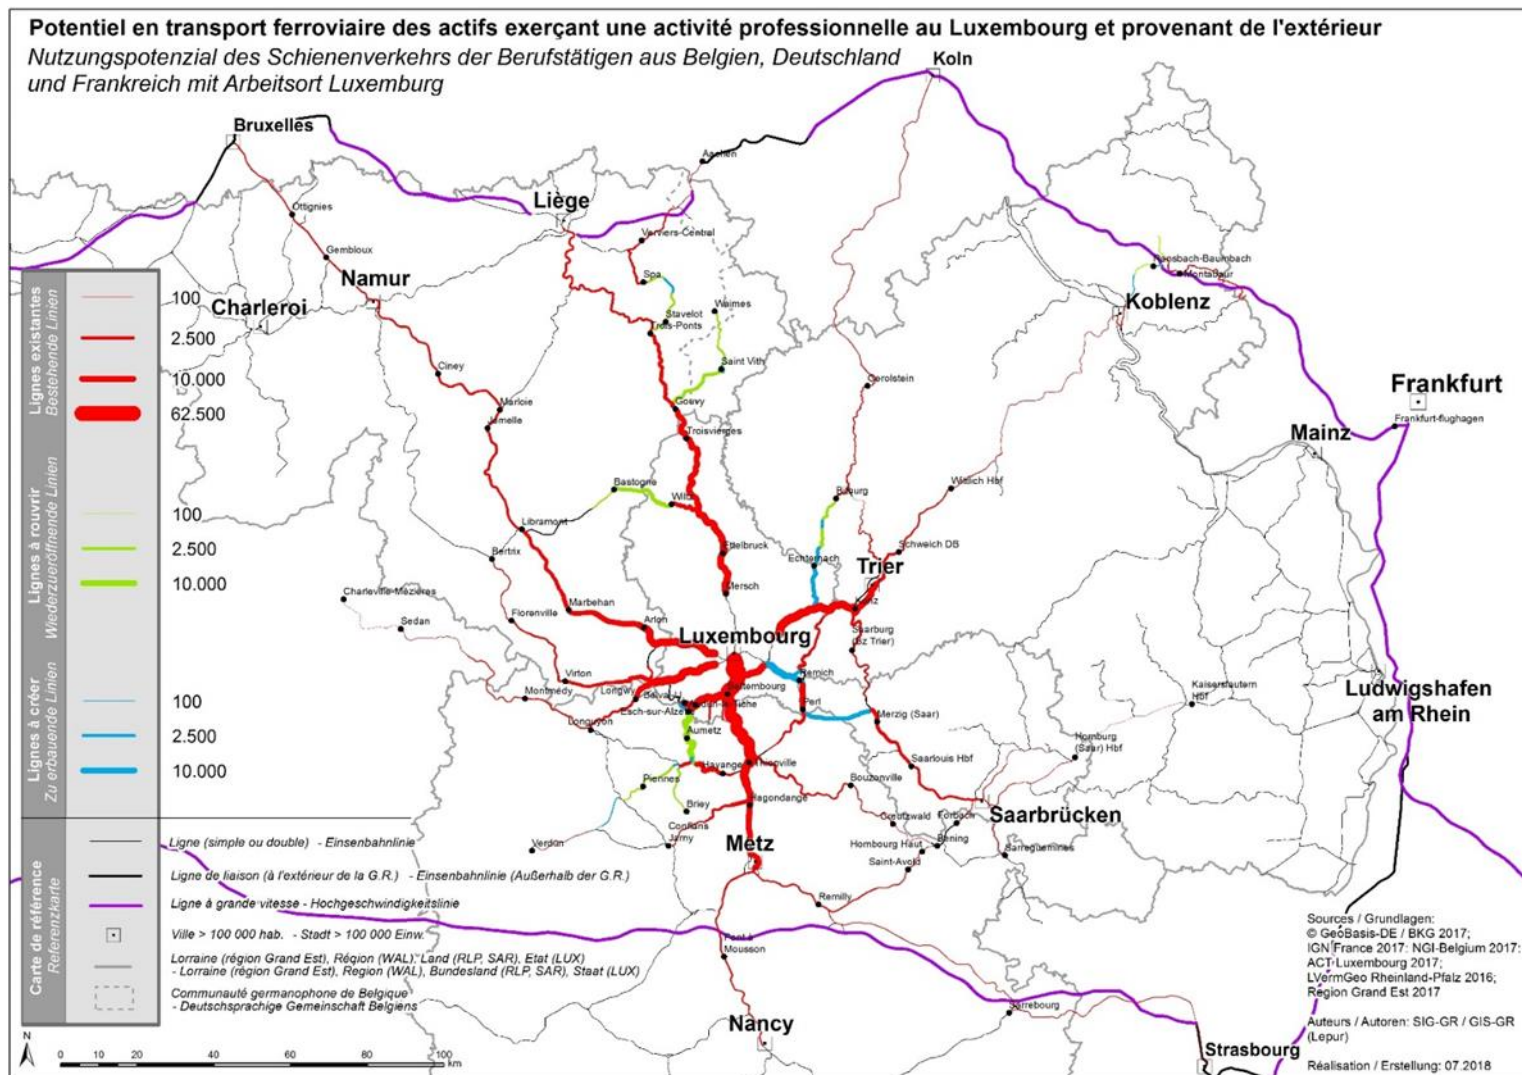 Potentiel en transport ferroviaire des actifs exerçant une activité professionnelle au Luxembourg et provenant de l'extérieur
Nutzungspotenzial des Schienenverkehrs der Berufstätigen aus Belgien, Deutschland
und Frankreich mit Arbeitsort Luxemburg
Koln
Bruxelles
Aachen
Liège
Ottignies
Verviers-Central
Gembloux
Ransbach-Baumbach
Montabaur
Spa
Namur
Koblenz
Waimes
Charleroi
Stavelot
Trois-Ponts
Saint Vith
Ciney
Gerolstein
Frankfurt
Marloie
Gouvy
Frankfurt-flughagen
Jemelle
Troisvierges
Mainz
Bastogne
Wiltz
Bitburg
Wittlich Hbf
Libramont
Ettelbruck
Schweich DB
Bertrix
Echternach
Trier
Charleville-Mézières
Mersch
Marbehan
Konz
Sedan
Florenville
Arlon
Luxembourg
Saarburg
(Bz Trier)
Virton
Remich
Montmédy
Longwy
Belval-U
Bettembourg
Kaiserslautern
Hbf
Ludwigshafen
am Rhein
Esch-sur-Alzette
Perl
Merzig (Saar)
Longuyon
Aumetz
Homburg
(Saar) Hbf
Hayange
Thionville
Saarlouis Hbf
Piennes
Bouzonville
Briey
Hagondange
Saarbrücken
Conflans
Jarny
Creutzwald
Forbach
Verdun
Metz
Hombourg Haut
Béning
Saint-Avold
Sarreguemines
Remilly
Pont à
Mousson
Nancy
Sarrebourg
Strasbourg
Lignes existantes
Bestehende Linien
100
2.500
10.000
62.500
Lignes à rouvrir
Wiederzueröffnende Linien
100
2.500
10.000
Lignes à créer
Zu erbauende Linien
100
2.500
10.000
Carte de référence
Referenzkarte
Ligne (simple ou double) - Einsenbahnlinie
Ligne de liaison (à l'extérieur de la G.R.) - Einsenbahnlinie (Außerhalb der G.R.)
Ligne à grande vitesse - Hochgeschwindigkeitslinie
Ville > 100 000 hab. - Stadt > 100 000 Einw.
Lorraine (région Grand Est), Région (WAL), Land (RLP, SAR), Etat (LUX)
- Lorraine (région Grand Est), Region (WAL), Bundesland (RLP, SAR), Staat (LUX)
Communauté germanophone de Belgique
- Deutschsprachige Gemeinschaft Belgiens
N
0 20 40 60 80 100
km
Sources / Grundlagen:
© GeoBasis-DE / BKG 2017;
IGN France 2017: NGI-Belgium 2017;
ACT Luxembourg 2017;
LVermGeo Rheinland-Pfalz 2016;
Région Grand Est 2017
Auteurs / Autoren: SIG-GR / GIS-GR
(Lepur)
Réalisation / Erstellung: 07.2018